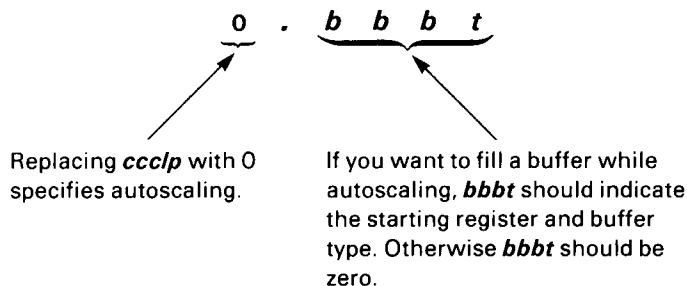 0 . b b b t
Replacing ccclp with 0
specifies autoscaling.
If you want to fill a buffer while
autoscaling, bbbt should indicate
the starting register and buffer
type. Otherwise bbbt should be
zero.